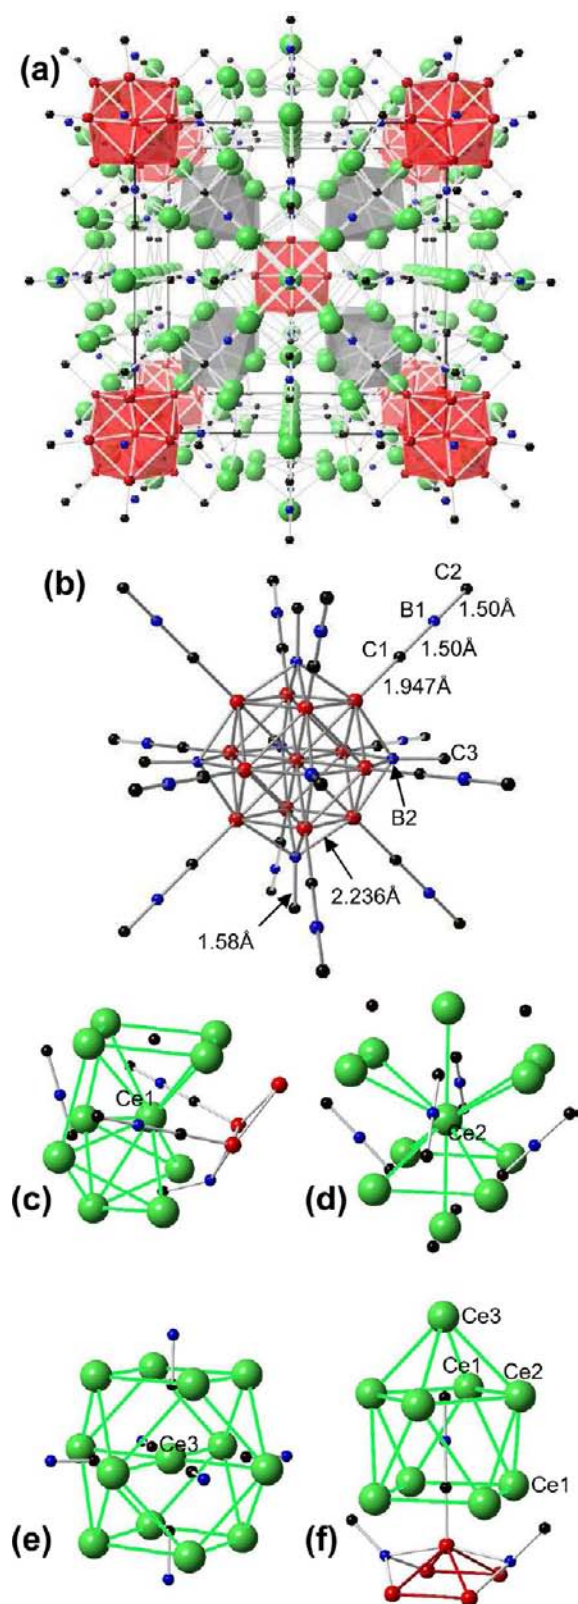 (a)
(b)
C2
B1
1.50Å
C1
1.50Å
1.947Å
C3
B2
2.236Å
1.58Å
Ce1
Ce2
(c)
(d)
Ce3
Ce1
Ce2
Ce3
Ce1
(e)
(f)